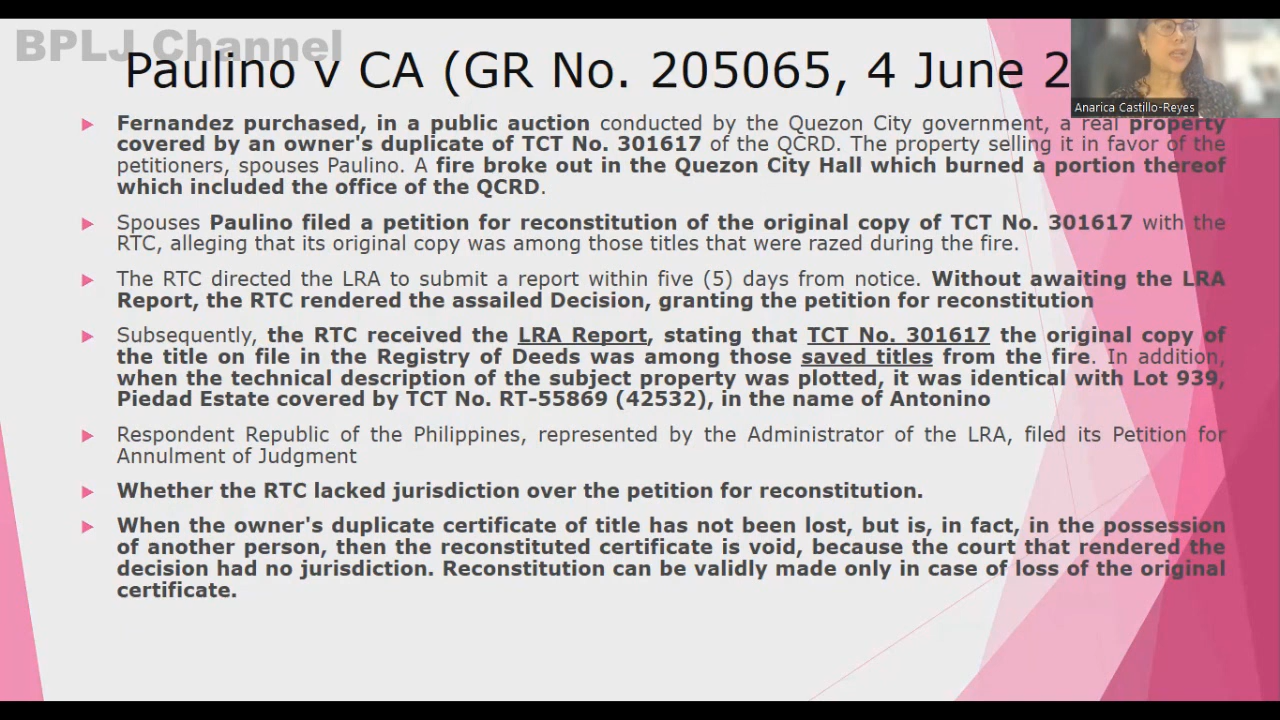 BPLJ Channel
Paulino v CA (GR No. 205065, 4 June 2
Anarica Castillo-Reyes
Fernandez purchased, in a public auction conducted by the Quezon City government, a real property
covered by an owner's duplicate of TCT No. 301617 of the QCRD. The property selling it in favor of the
petitioners, spouses Paulino. A fire broke out in the Quezon City Hall which burned a portion thereof
which included the office of the QCRD.
Spouses Paulino filed a petition for reconstitution of the original copy of TCT No. 301617 with the
RTC, alleging that its original copy was among those titles that were razed during the fire.
The RTC directed the LRA to submit a report within five (5) days from notice. Without awaiting the LRA
Report, the RTC rendered the assailed Decision, granting the petition for reconstitution
Subsequently, the RTC received the LRA Report, stating that TCT No. 301617 the original copy of
the title on file in the Registry of Deeds was among those saved titles from the fire. In addition,
when the technical description of the subject property was plotted, it was identical with Lot 939,
Piedad Estate covered by TCT No. RT-55869 (42532), in the name of Antonino
Respondent Republic of the Philippines, represented by the Administrator of the LRA, filed its Petition for
Annulment of Judgment
Whether the RTC lacked jurisdiction over the petition for reconstitution.
When the owner's duplicate certificate of title has not been lost, but is, in fact, in the possession
of another person, then the reconstituted certificate is void, because the court that rendered the
decision had no jurisdiction. Reconstitution can be validly made only in case of loss of the original
certificate.